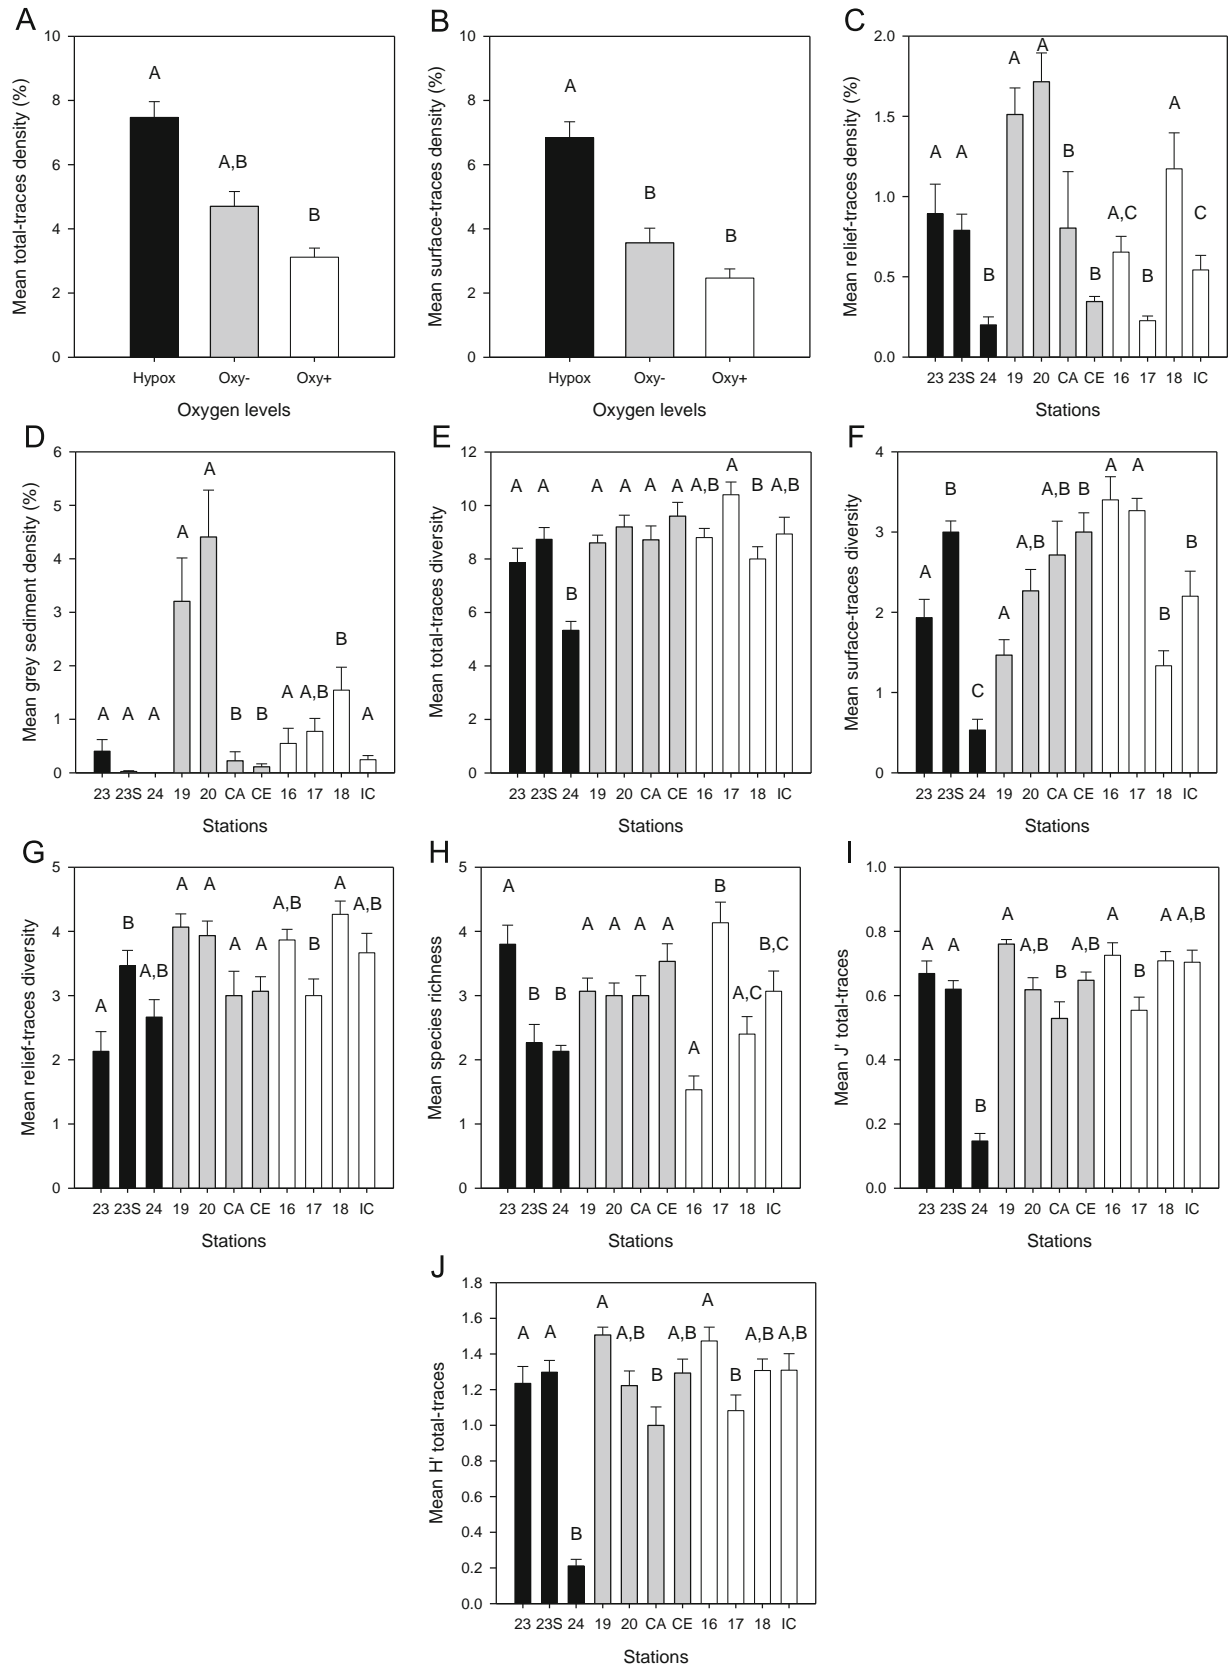 A
Mean total-traces density (%)
10
8
6
4
2
0
A
A,B
B
Hypox Oxy- Oxy+
Oxygen levels
B
Mean surface-traces density (%)
10
8
6
4
2
0
A
B
B
Hypox Oxy- Oxy+
Oxygen levels
C
Mean relief-traces density (%)
2.0
1.5
1.0
0.5
0.0
A A B A A B B A,C B A C
23 23S 24 19 20 CA CE 16 17 18 IC
Stations
D
Mean grey sediment density (%)
6
5
4
3
2
1
0
A A A A A B B A A,B B A
23 23S 24 19 20 CA CE 16 17 18 IC
Stations
E
Mean total-traces diversity
12
10
8
6
4
2
0
A A B A A A A A,B A B A,B
23 23S 24 19 20 CA CE 16 17 18 IC
Stations
F
Mean surface-traces diversity
4
3
2
1
0
A B C A A,B A,B B A A B B
23 23S 24 19 20 CA CE 16 17 18 IC
Stations
G
Mean relief-traces diversity
5
4
3
2
1
0
A B A,B A A A A A,B B A A,B
23 23S 24 19 20 CA CE 16 17 18 IC
Stations
H
Mean species richness
5
4
3
2
1
0
A B B A A A A A B A,C B,C
23 23S 24 19 20 CA CE 16 17 18 IC
Stations
I
Mean J' total-traces
1.0
0.8
0.6
0.4
0.2
0.0
A A B A A,B B A,B A B A A,B
23 23S 24 19 20 CA CE 16 17 18 IC
Stations
J
Mean H' total-traces
1.8
1.6
1.4
1.2
1.0
0.8
0.6
0.4
0.2
0.0
A A B A A,B B A,B A B A,B A,B
23 23S 24 19 20 CA CE 16 17 18 IC
Stations